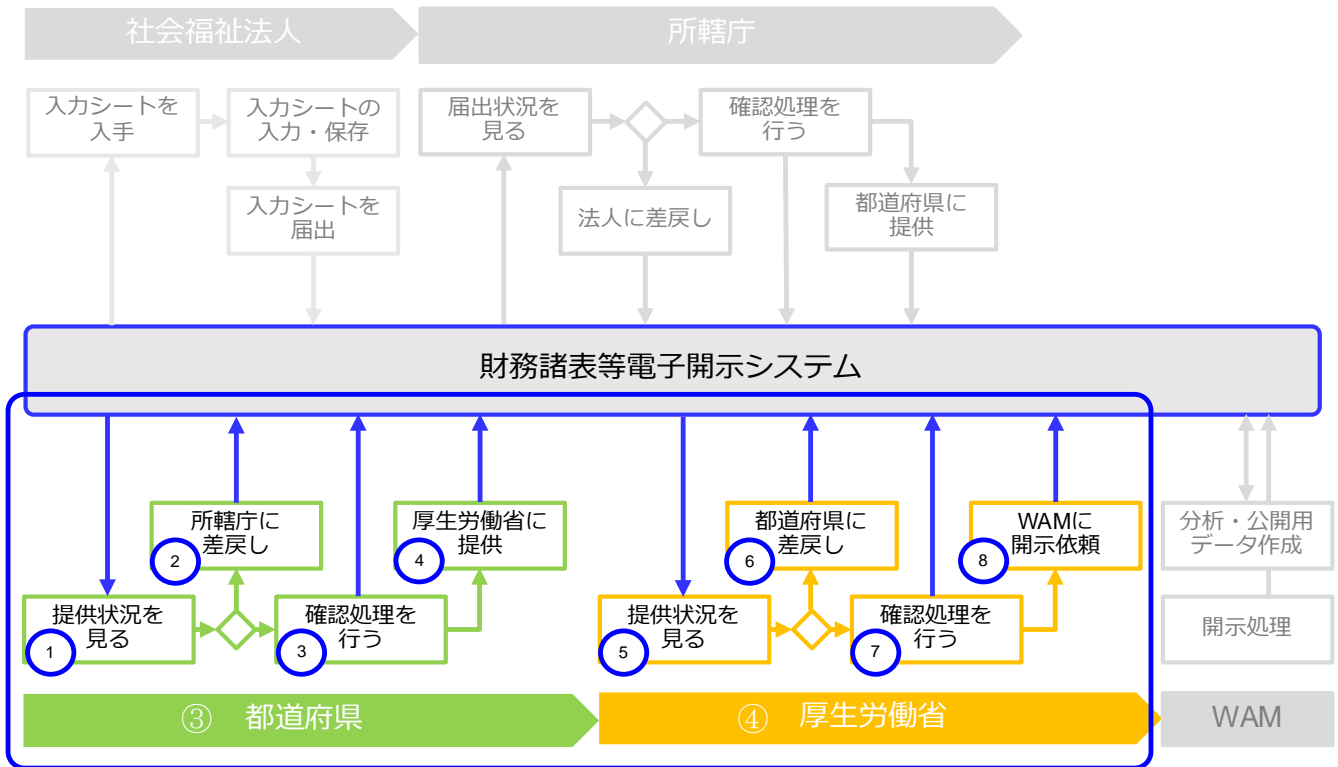 社会福祉法人
所轄庁
入力シートを
入手
入力シートの
入力・保存
入力シートを
届出
届出状況を
見る
法人に差戻し
確認処理を
行う
都道府県に
提供
財務諸表等電子開示システム
提供状況を
見る
1
所轄庁に
差戻し
2
確認処理を
行う
3
厚生労働省に
提供
4
提供状況を
見る
5
都道府県に
差戻し
6
確認処理を
行う
7
WAMに
開示依頼
8
分析・公開用
データ作成
開示処理
③ 都道府県
④ 厚生労働省
WAM